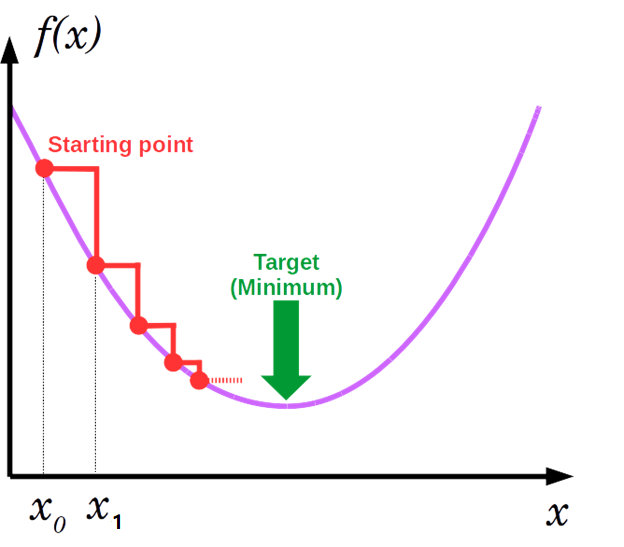 f(x)
Starting point
Target
(Minimum)
x₀ x₁
x